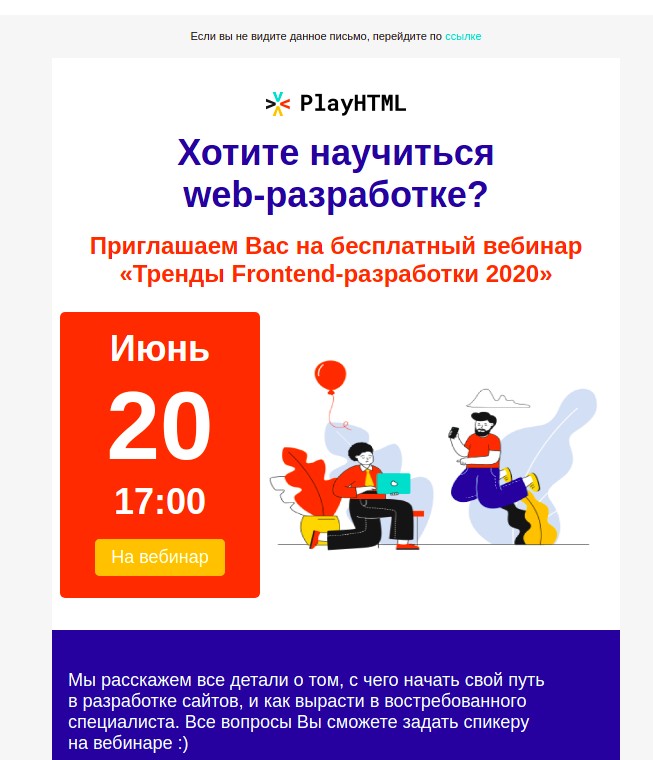 Если вы не видите данное письмо, перейдите по ссылке
PlayHTML
Хотите научиться
web-разработке?
Приглашаем Вас на бесплатный вебинар
«Тренды Frontend-разработки 2020»
Июнь
20
17:00
На вебинар
Мы расскажем все детали о том, с чего начать свой путь
в разработке сайтов, и как вырасти в востребованного
специалиста. Все вопросы Вы сможете задать спикеру
на вебинаре :)